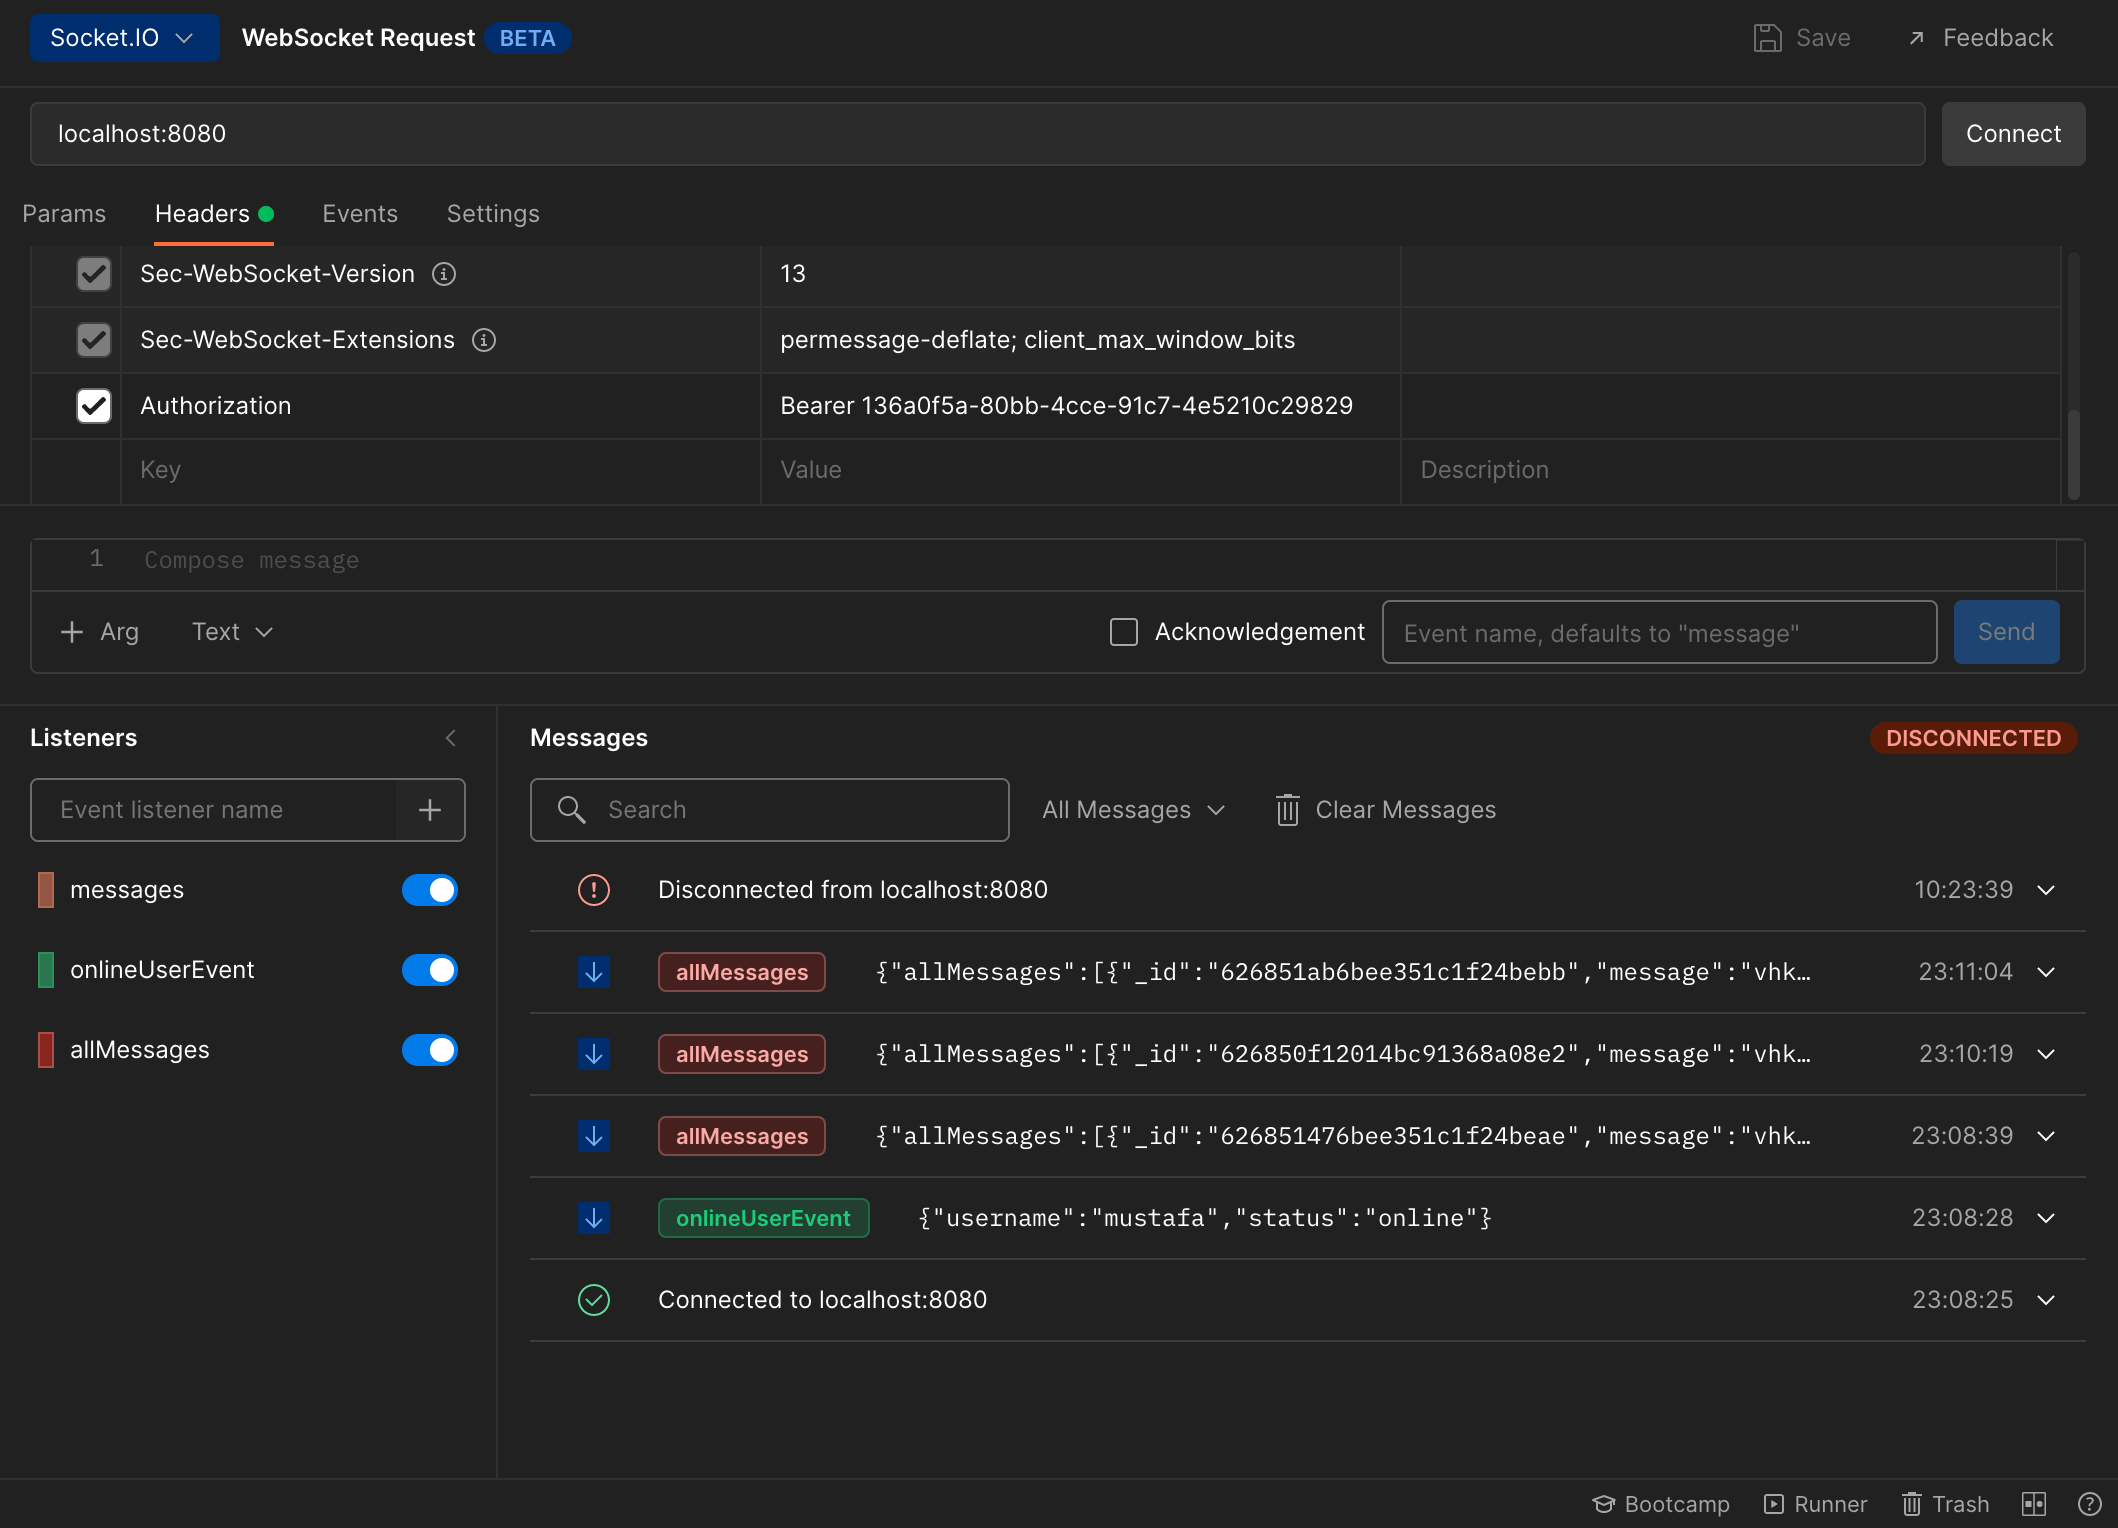 Socket.IO WebSocket Request BETA Save Feedback
localhost:8080 Connect
Params Headers Events Settings
Sec-WebSocket-Version 13
Sec-WebSocket-Extensions permessage-deflate; client_max_window_bits
Authorization Bearer 136a0f5a-80bb-4cce-91c7-4e5210c29829
Key Value Description
1 Compose message
Arg Text Acknowledgement Event name, defaults to "message" Send
Listeners
Event listener name
messages
onlineUserEvent
allMessages
Messages DISCONNECTED
Search All Messages Clear Messages
Disconnected from localhost:8080 10:23:39
allMessages {"allMessages":[{"_id":"626851ab6bee351c1f24bebb","message":"vhk… 23:11:04
allMessages {"allMessages":[{"_id":"626850f12014bc91368a08e2","message":"vhk… 23:10:19
allMessages {"allMessages":[{"_id":"626851476bee351c1f24beae","message":"vhk… 23:08:39
onlineUserEvent {"username":"mustafa","status":"online"} 23:08:28
Connected to localhost:8080 23:08:25
Bootcamp Runner Trash